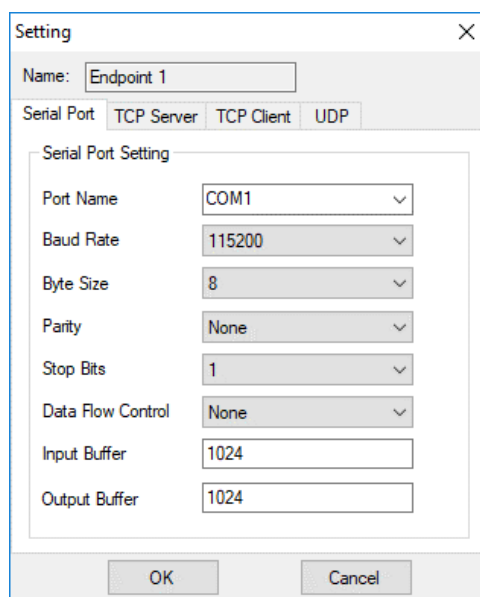 Setting
Name: Endpoint 1
Serial Port TCP Server TCP Client UDP
Serial Port Setting
Port Name COM1
Baud Rate 115200
Byte Size 8
Parity None
Stop Bits 1
Data Flow Control None
Input Buffer 1024
Output Buffer 1024
OK Cancel